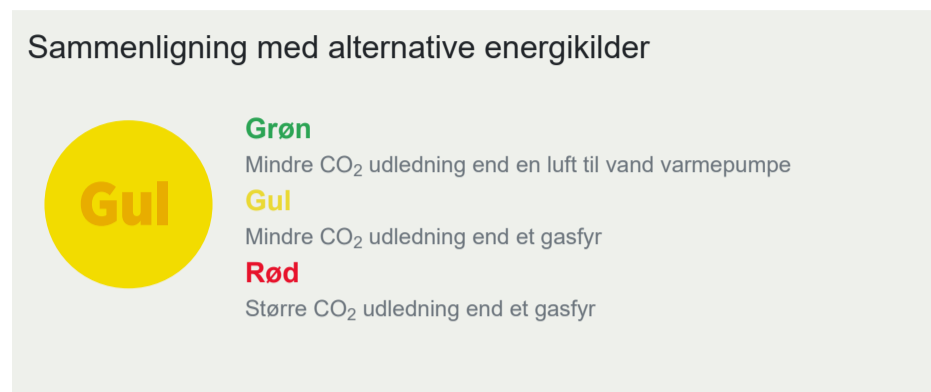 Sammenligning med alternative energikilder
Gul
Grøn
Mindre CO₂ udledning end en luft til vand varmepumpe
Gul
Mindre CO₂ udledning end et gasfyr
Rød
Større CO₂ udledning end et gasfyr